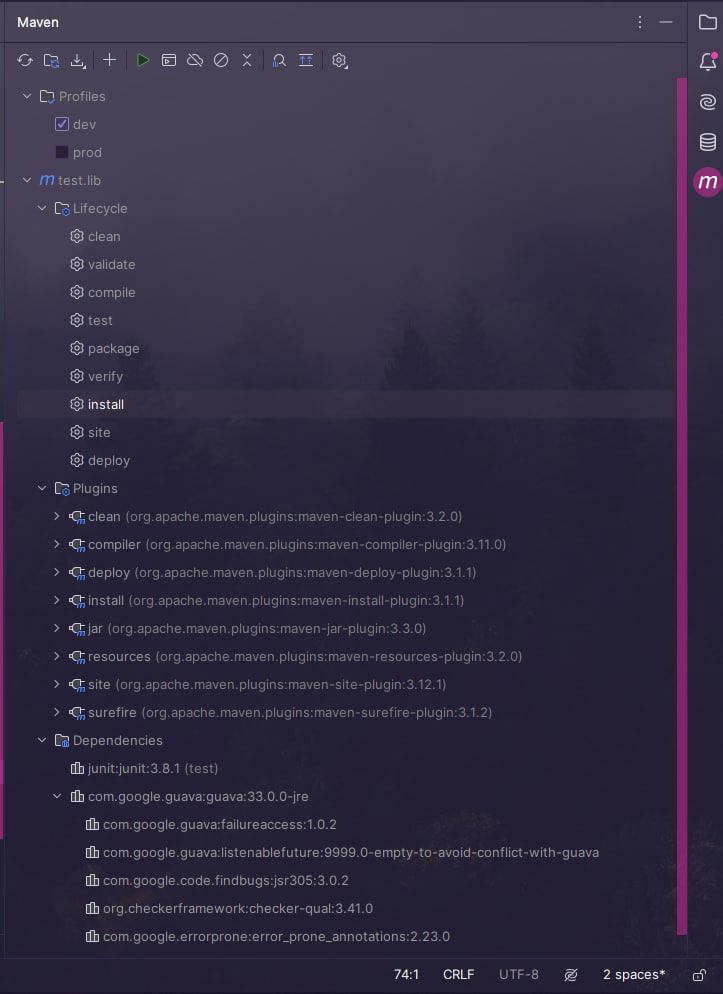 Maven
Profiles
dev
prod
m test.lib
Lifecycle
clean
validate
compile
test
package
verify
install
site
deploy
Plugins
clean (org.apache.maven.plugins:maven-clean-plugin:3.2.0)
compiler (org.apache.maven.plugins:maven-compiler-plugin:3.11.0)
deploy (org.apache.maven.plugins:maven-deploy-plugin:3.1.1)
install (org.apache.maven.plugins:maven-install-plugin:3.1.1)
jar (org.apache.maven.plugins:maven-jar-plugin:3.3.0)
resources (org.apache.maven.plugins:maven-resources-plugin:3.2.0)
site (org.apache.maven.plugins:maven-site-plugin:3.12.1)
surefire (org.apache.maven.plugins:maven-surefire-plugin:3.1.2)
Dependencies
junit:junit:3.8.1 (test)
com.google.guava:guava:33.0.0-jre
com.google.guava:failureaccess:1.0.2
com.google.guava:listenablefuture:9999.0-empty-to-avoid-conflict-with-guava
com.google.code.findbugs:jsr305:3.0.2
org.checkerframework:checker-qual:3.41.0
com.google.errorprone:error_prone_annotations:2.23.0
m
74:1 CRLF UTF-8 2 spaces*